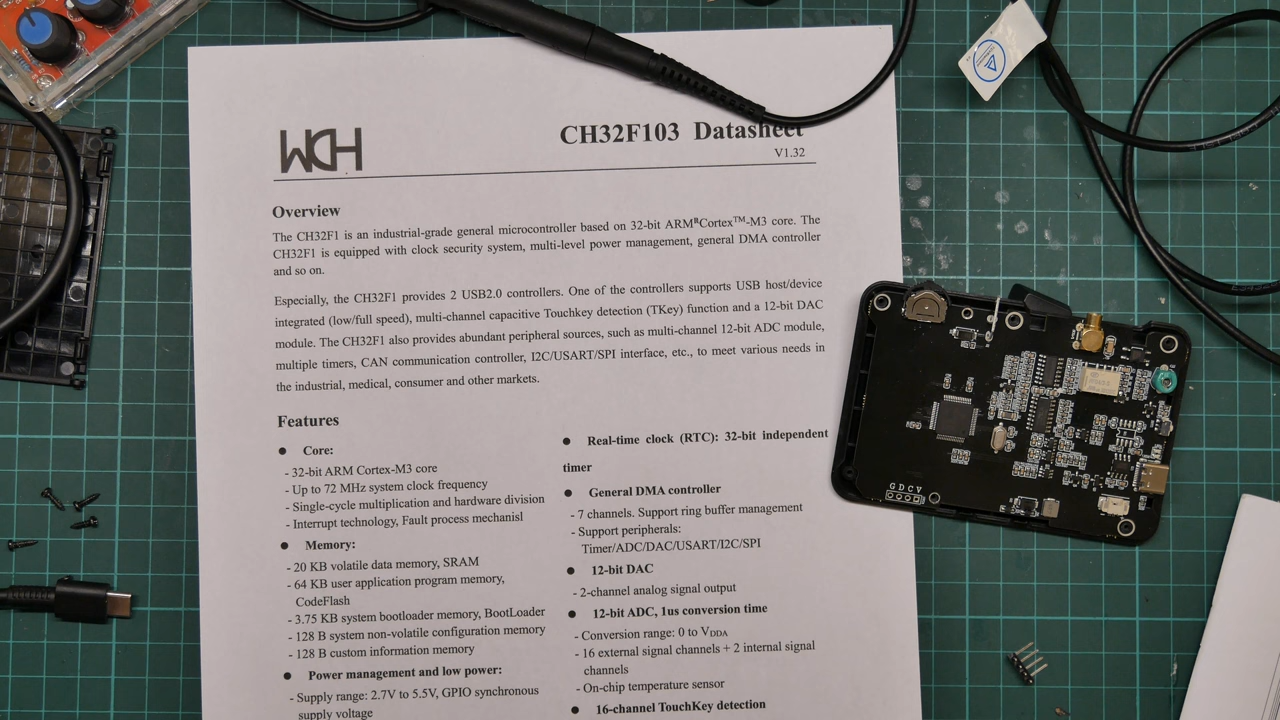 WCH
CH32F103 Datasheet
V1.32
Overview
The CH32F1 is an industrial-grade general microcontroller based on 32-bit ARMᴿCortex™-M3 core. The
CH32F1 is equipped with clock security system, multi-level power management, general DMA controller
and so on.
Especially, the CH32F1 provides 2 USB2.0 controllers. One of the controllers supports USB host/device
integrated (low/full speed), multi-channel capacitive Touchkey detection (TKey) function and a 12-bit DAC
module. The CH32F1 also provides abundant peripheral sources, such as multi-channel 12-bit ADC module,
multiple timers, CAN communication controller, I2C/USART/SPI interface, etc., to meet various needs in
the industrial, medical, consumer and other markets.
Features
● Core:
- 32-bit ARM Cortex-M3 core
- Up to 72 MHz system clock frequency
- Single-cycle multiplication and hardware division
- Interrupt technology, Fault process mechanisl
● Memory:
- 20 KB volatile data memory, SRAM
- 64 KB user application program memory,
CodeFlash
- 3.75 KB system bootloader memory, BootLoader
- 128 B system non-volatile configuration memory
- 128 B custom information memory
● Power management and low power:
- Supply range: 2.7V to 5.5V, GPIO synchronous
supply voltage
● Real-time clock (RTC): 32-bit independent
timer
● General DMA controller
- 7 channels. Support ring buffer management
- Support peripherals:
Timer/ADC/DAC/USART/I2C/SPI
● 12-bit DAC
- 2-channel analog signal output
● 12-bit ADC, 1us conversion time
- Conversion range: 0 to VDDA
- 16 external signal channels + 2 internal signal
channels
- On-chip temperature sensor
● 16-channel TouchKey detection
G D C V